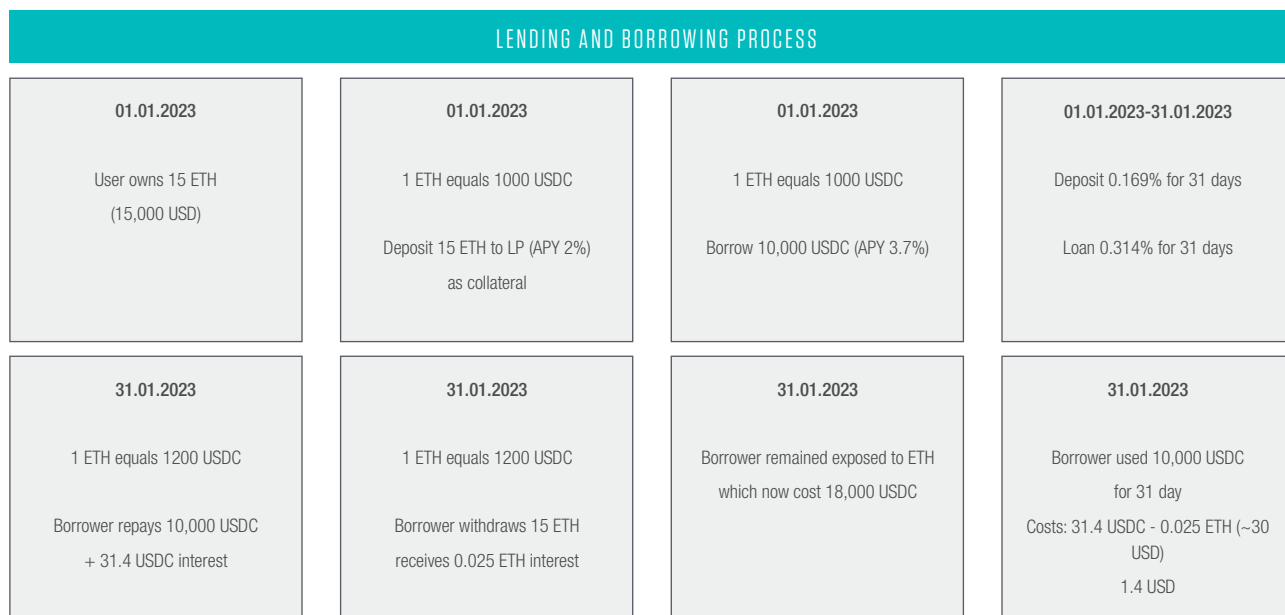 LENDING AND BORROWING PROCESS
01.01.2023
User owns 15 ETH
(15,000 USD)
01.01.2023
1 ETH equals 1000 USDC
Deposit 15 ETH to LP (APY 2%)
as collateral
01.01.2023
1 ETH equals 1000 USDC
Borrow 10,000 USDC (APY 3.7%)
01.01.2023-31.01.2023
Deposit 0.169% for 31 days
Loan 0.314% for 31 days
31.01.2023
1 ETH equals 1200 USDC
Borrower repays 10,000 USDC
+ 31.4 USDC interest
31.01.2023
1 ETH equals 1200 USDC
Borrower withdraws 15 ETH
receives 0.025 ETH interest
31.01.2023
Borrower remained exposed to ETH
which now cost 18,000 USDC
31.01.2023
Borrower used 10,000 USDC
for 31 day
Costs: 31.4 USDC - 0.025 ETH (~30
USD)
1.4 USD